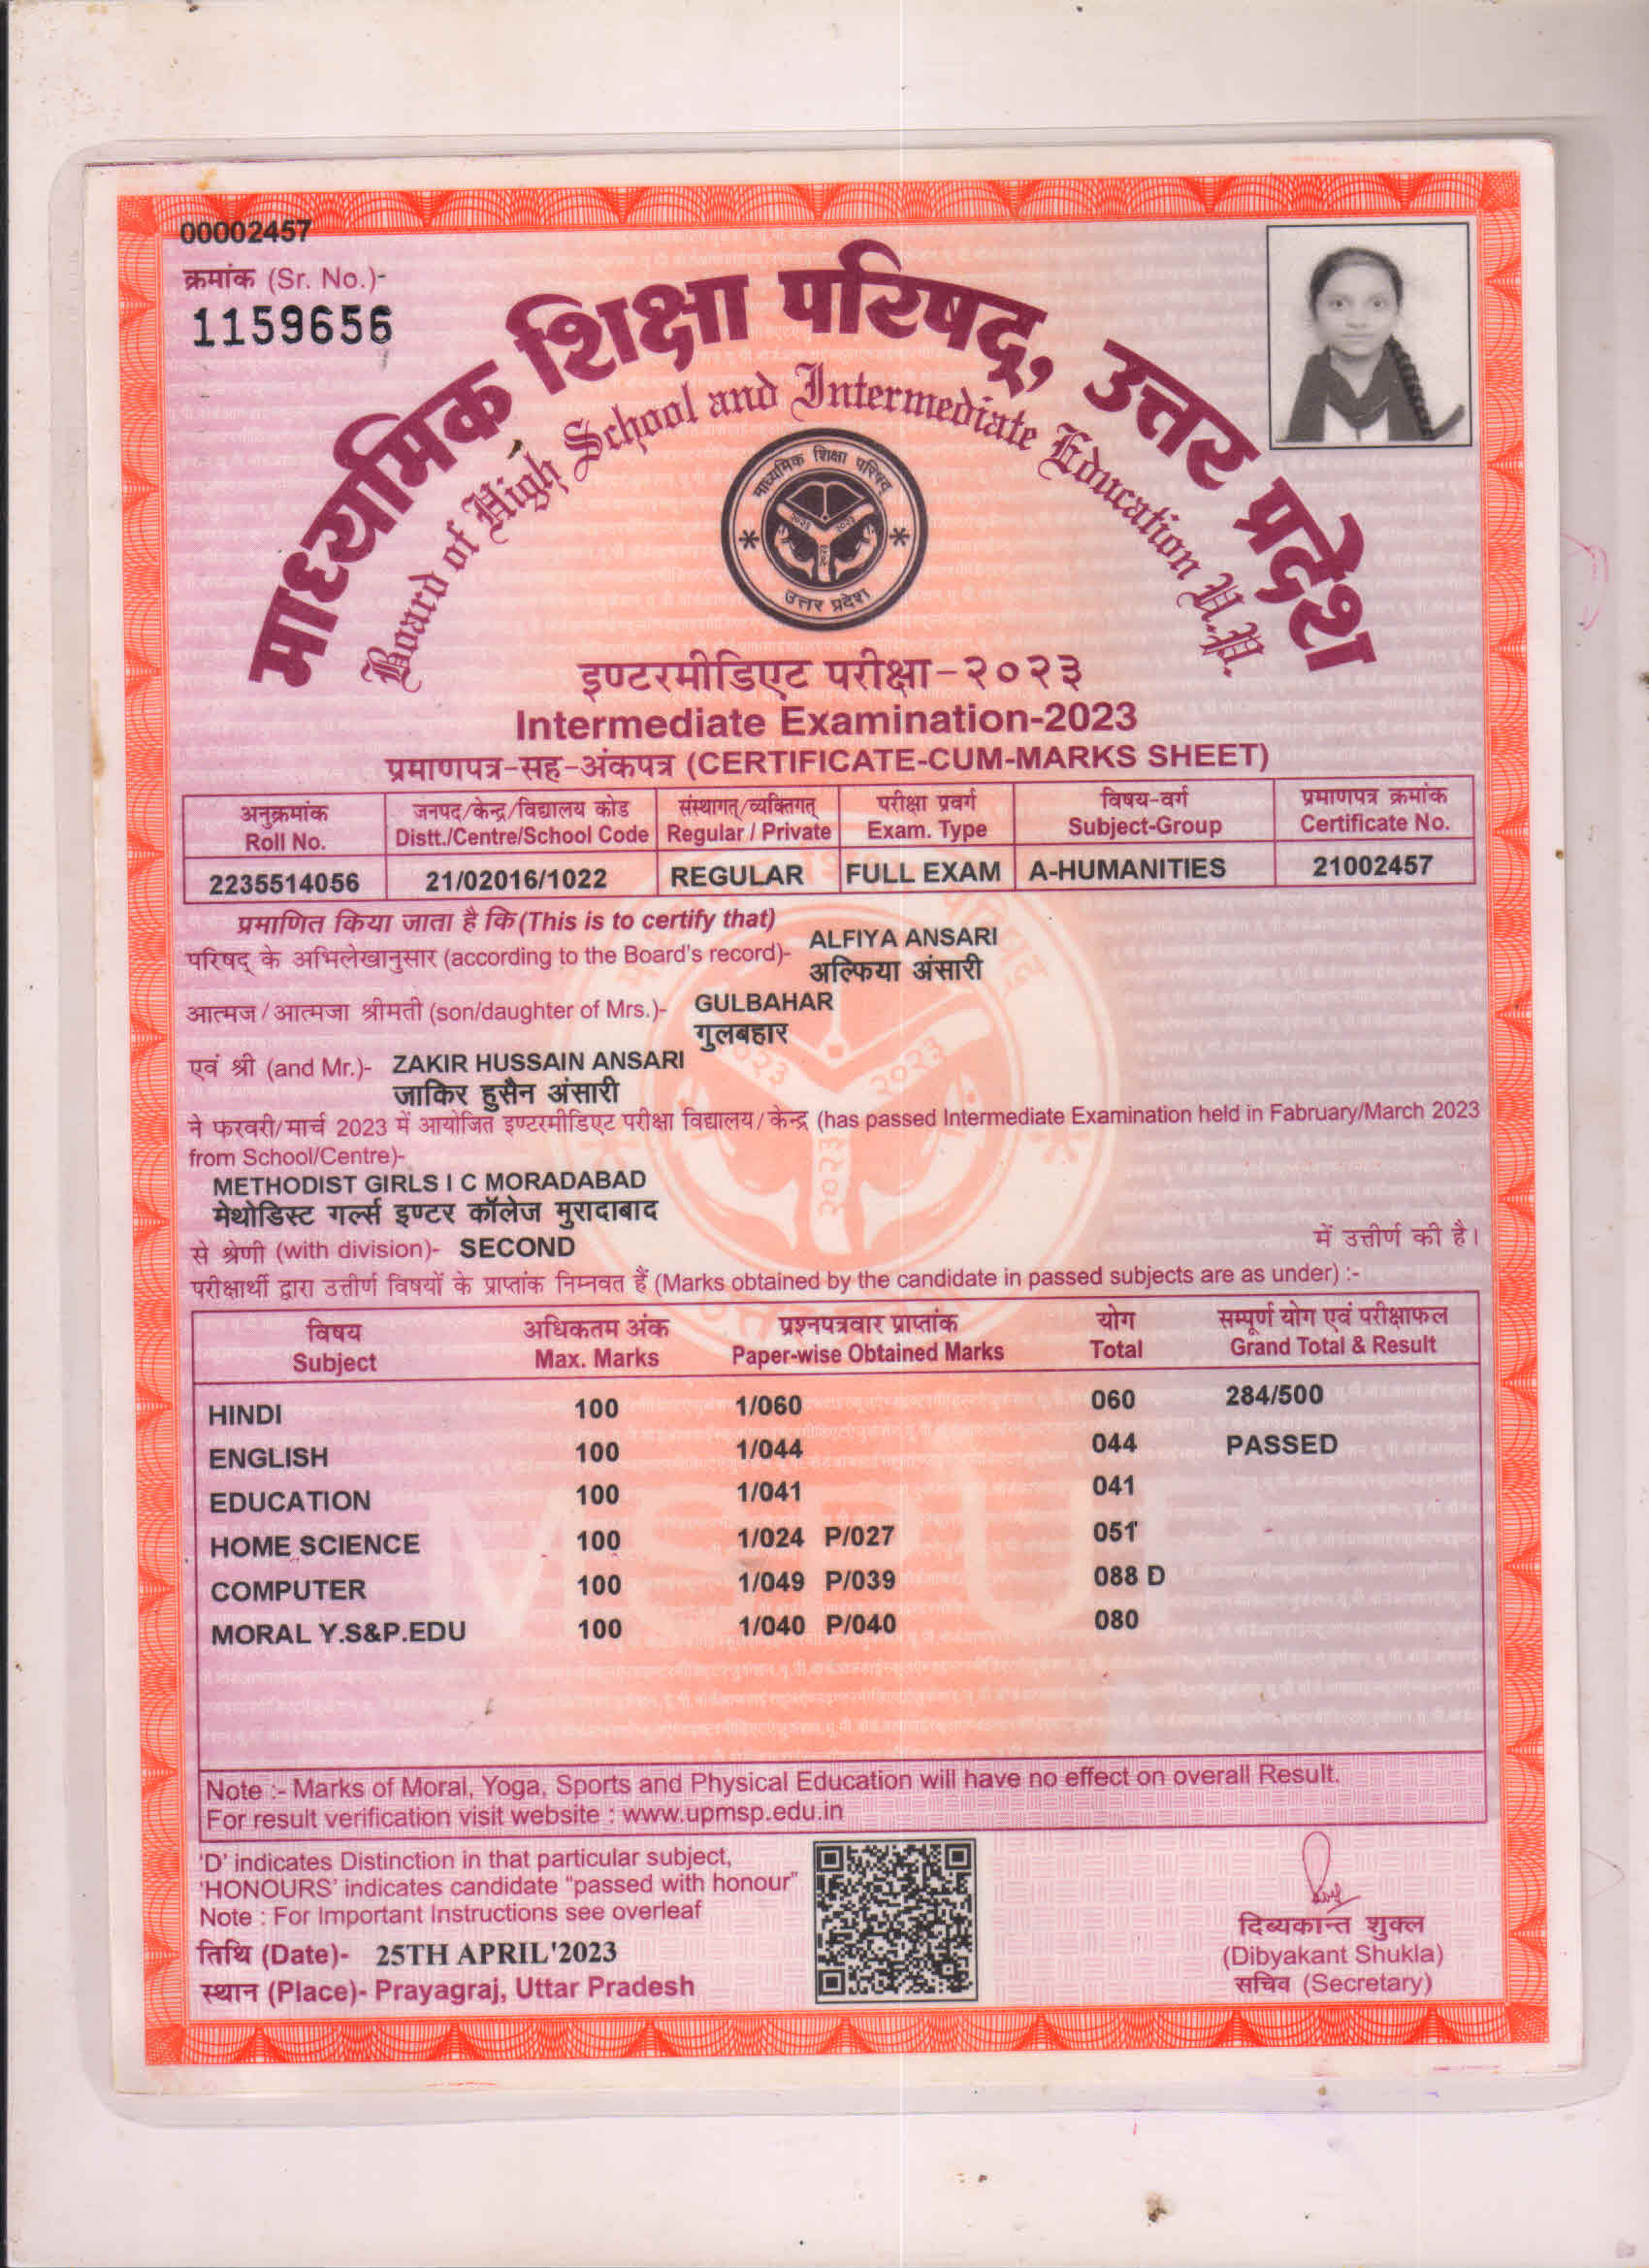 00002457
क्रमांक (Sr. No.)-
1159656
माध्यमिक शिक्षा परिषद्, उत्तर प्रदेश
Board of High School and Intermediate Education U.P.
माध्यमिक शिक्षा परिषद्
२०२३ २०२३
२०२३
उत्तर प्रदेश
इण्टरमीडिएट परीक्षा-२०२३
Intermediate Examination-2023
प्रमाणपत्र-सह-अंकपत्र (CERTIFICATE-CUM-MARKS SHEET)
अनुक्रमांक जनपद/केन्द्र/विद्यालय कोड संस्थागत्/व्यक्तिगत् परीक्षा प्रवर्ग विषय-वर्ग प्रमाणपत्र क्रमांक
Roll No. Distt./Centre/School Code Regular / Private Exam. Type Subject-Group Certificate No.
2235514056 21/02016/1022 REGULAR FULL EXAM A-HUMANITIES 21002457
प्रमाणित किया जाता है कि (This is to certify that)
परिषद् के अभिलेखानुसार (according to the Board's record)- ALFIYA ANSARI
अल्फिया अंसारी
आत्मज/आत्मजा श्रीमती (son/daughter of Mrs.)- GULBAHAR
गुलबहार
एवं श्री (and Mr.)- ZAKIR HUSSAIN ANSARI
जाकिर हुसैन अंसारी
ने फरवरी/मार्च 2023 में आयोजित इण्टरमीडिएट परीक्षा विद्यालय/केन्द्र (has passed Intermediate Examination held in Fabruary/March 2023
from School/Centre)-
METHODIST GIRLS I C MORADABAD
मेथोडिस्ट गर्ल्स इण्टर कॉलेज मुरादाबाद
से श्रेणी (with division)- SECOND में उत्तीर्ण की है।
परीक्षार्थी द्वारा उत्तीर्ण विषयों के प्राप्तांक निम्नवत हैं (Marks obtained by the candidate in passed subjects are as under) :-
विषय अधिकतम अंक प्रश्नपत्रवार प्राप्तांक योग सम्पूर्ण योग एवं परीक्षाफल
Subject Max. Marks Paper-wise Obtained Marks Total Grand Total & Result
HINDI 100 1/060 060 284/500
ENGLISH 100 1/044 044 PASSED
EDUCATION 100 1/041 041
HOME SCIENCE 100 1/024 P/027 051
COMPUTER 100 1/049 P/039 088 D
MORAL Y.S&P.EDU 100 1/040 P/040 080
Note :- Marks of Moral, Yoga, Sports and Physical Education will have no effect on overall Result.
For result verification visit website : www.upmsp.edu.in
'D' indicates Distinction in that particular subject,
'HONOURS' indicates candidate "passed with honour"
Note : For Important Instructions see overleaf
तिथि (Date)- 25TH APRIL'2023
स्थान (Place)- Prayagraj, Uttar Pradesh
दिब्यकान्त शुक्ल
(Dibyakant Shukla)
सचिव (Secretary)